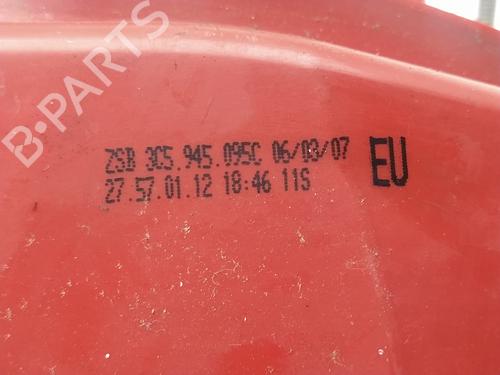 B-PARTS
ZSB 3C5.945.095C 06/03/07
27.57.01.12 18:46 11S
EU